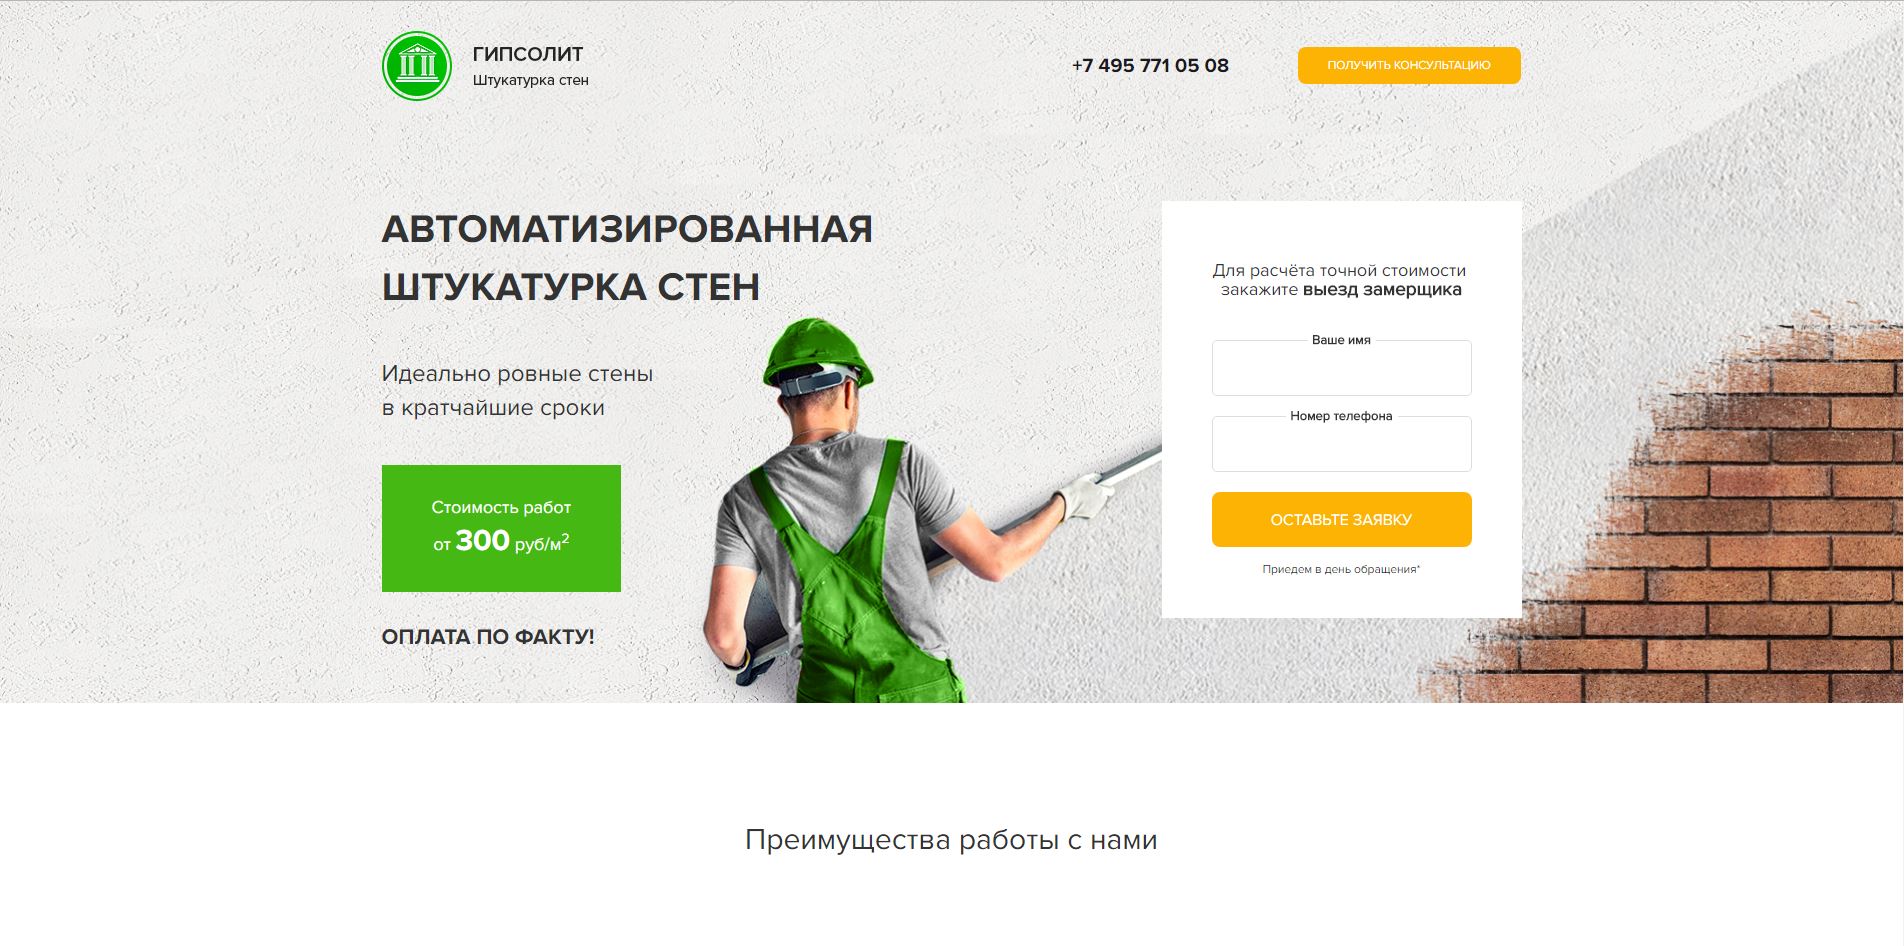 ГИПСОЛИТ
Штукатурка стен
+7 495 771 05 08
ПОЛУЧИТЬ КОНСУЛЬТАЦИЮ
АВТОМАТИЗИРОВАННАЯ
ШТУКАТУРКА СТЕН
Идеально ровные стены
в кратчайшие сроки
Стоимость работ
от 300 руб/м²
ОПЛАТА ПО ФАКТУ!
Для расчёта точной стоимости
закажите выезд замерщика
Ваше имя
Номер телефона
ОСТАВЬТЕ ЗАЯВКУ
Приедем в день обращения*
Преимущества работы с нами